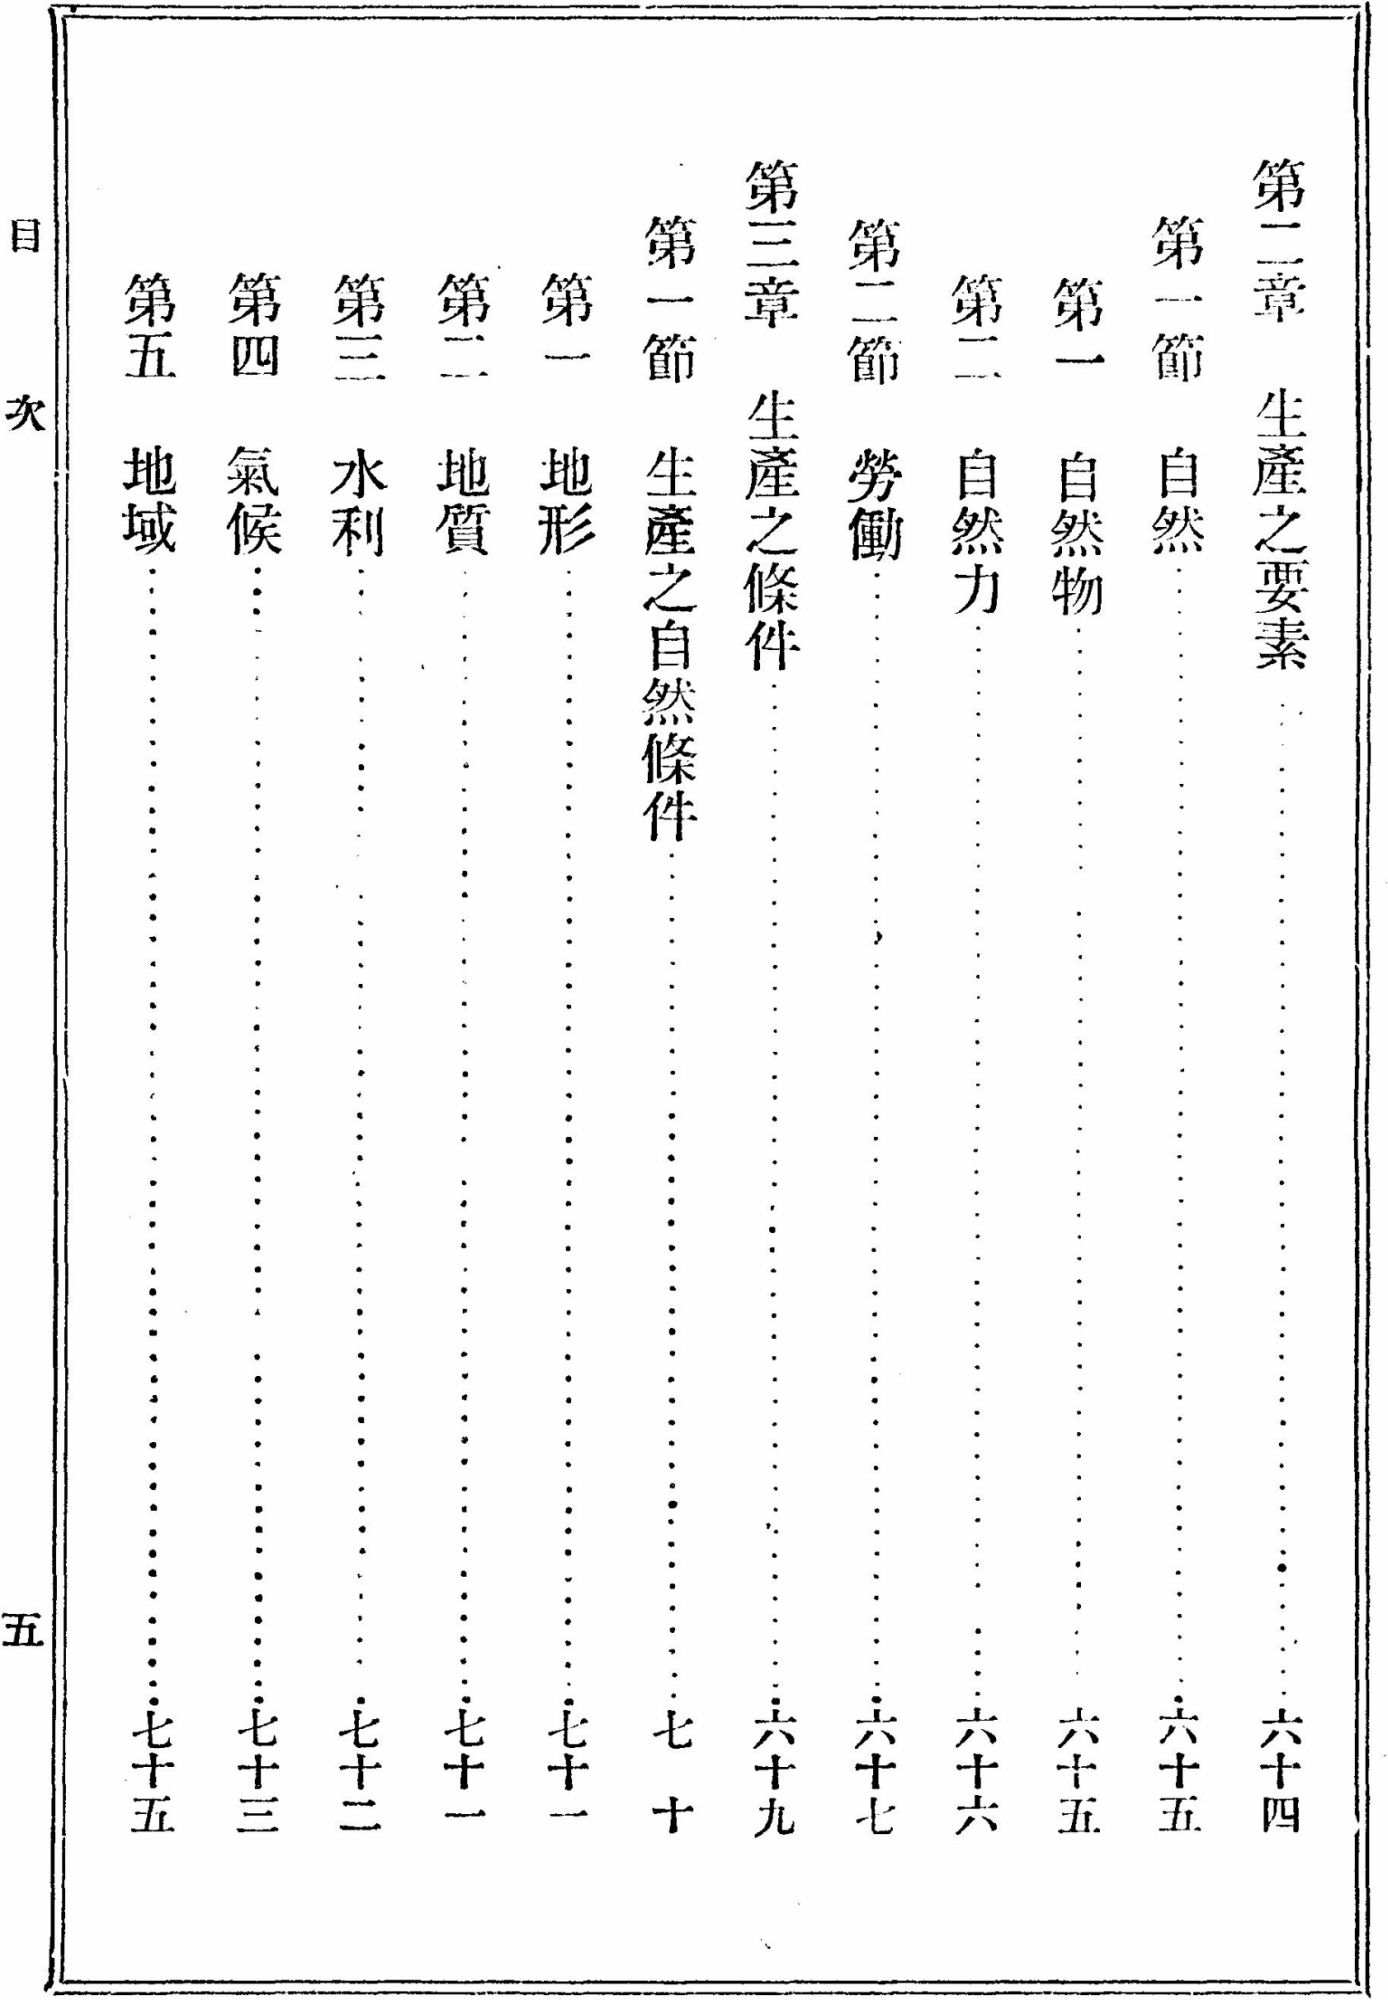 第二章　生產之要素…………六十四
第一節　自然…………六十五
第一　自然物…………六十五
第二　自然力…………六十六
第二節　勞働…………六十七
第三章　生產之條件…………六十九
第一節　生產之自然條件…………七十
第一　地形…………七十一
第二　地質…………七十一
第三　水利…………七十二
第四　氣候…………七十三
第五　地域…………七十五
目次　五